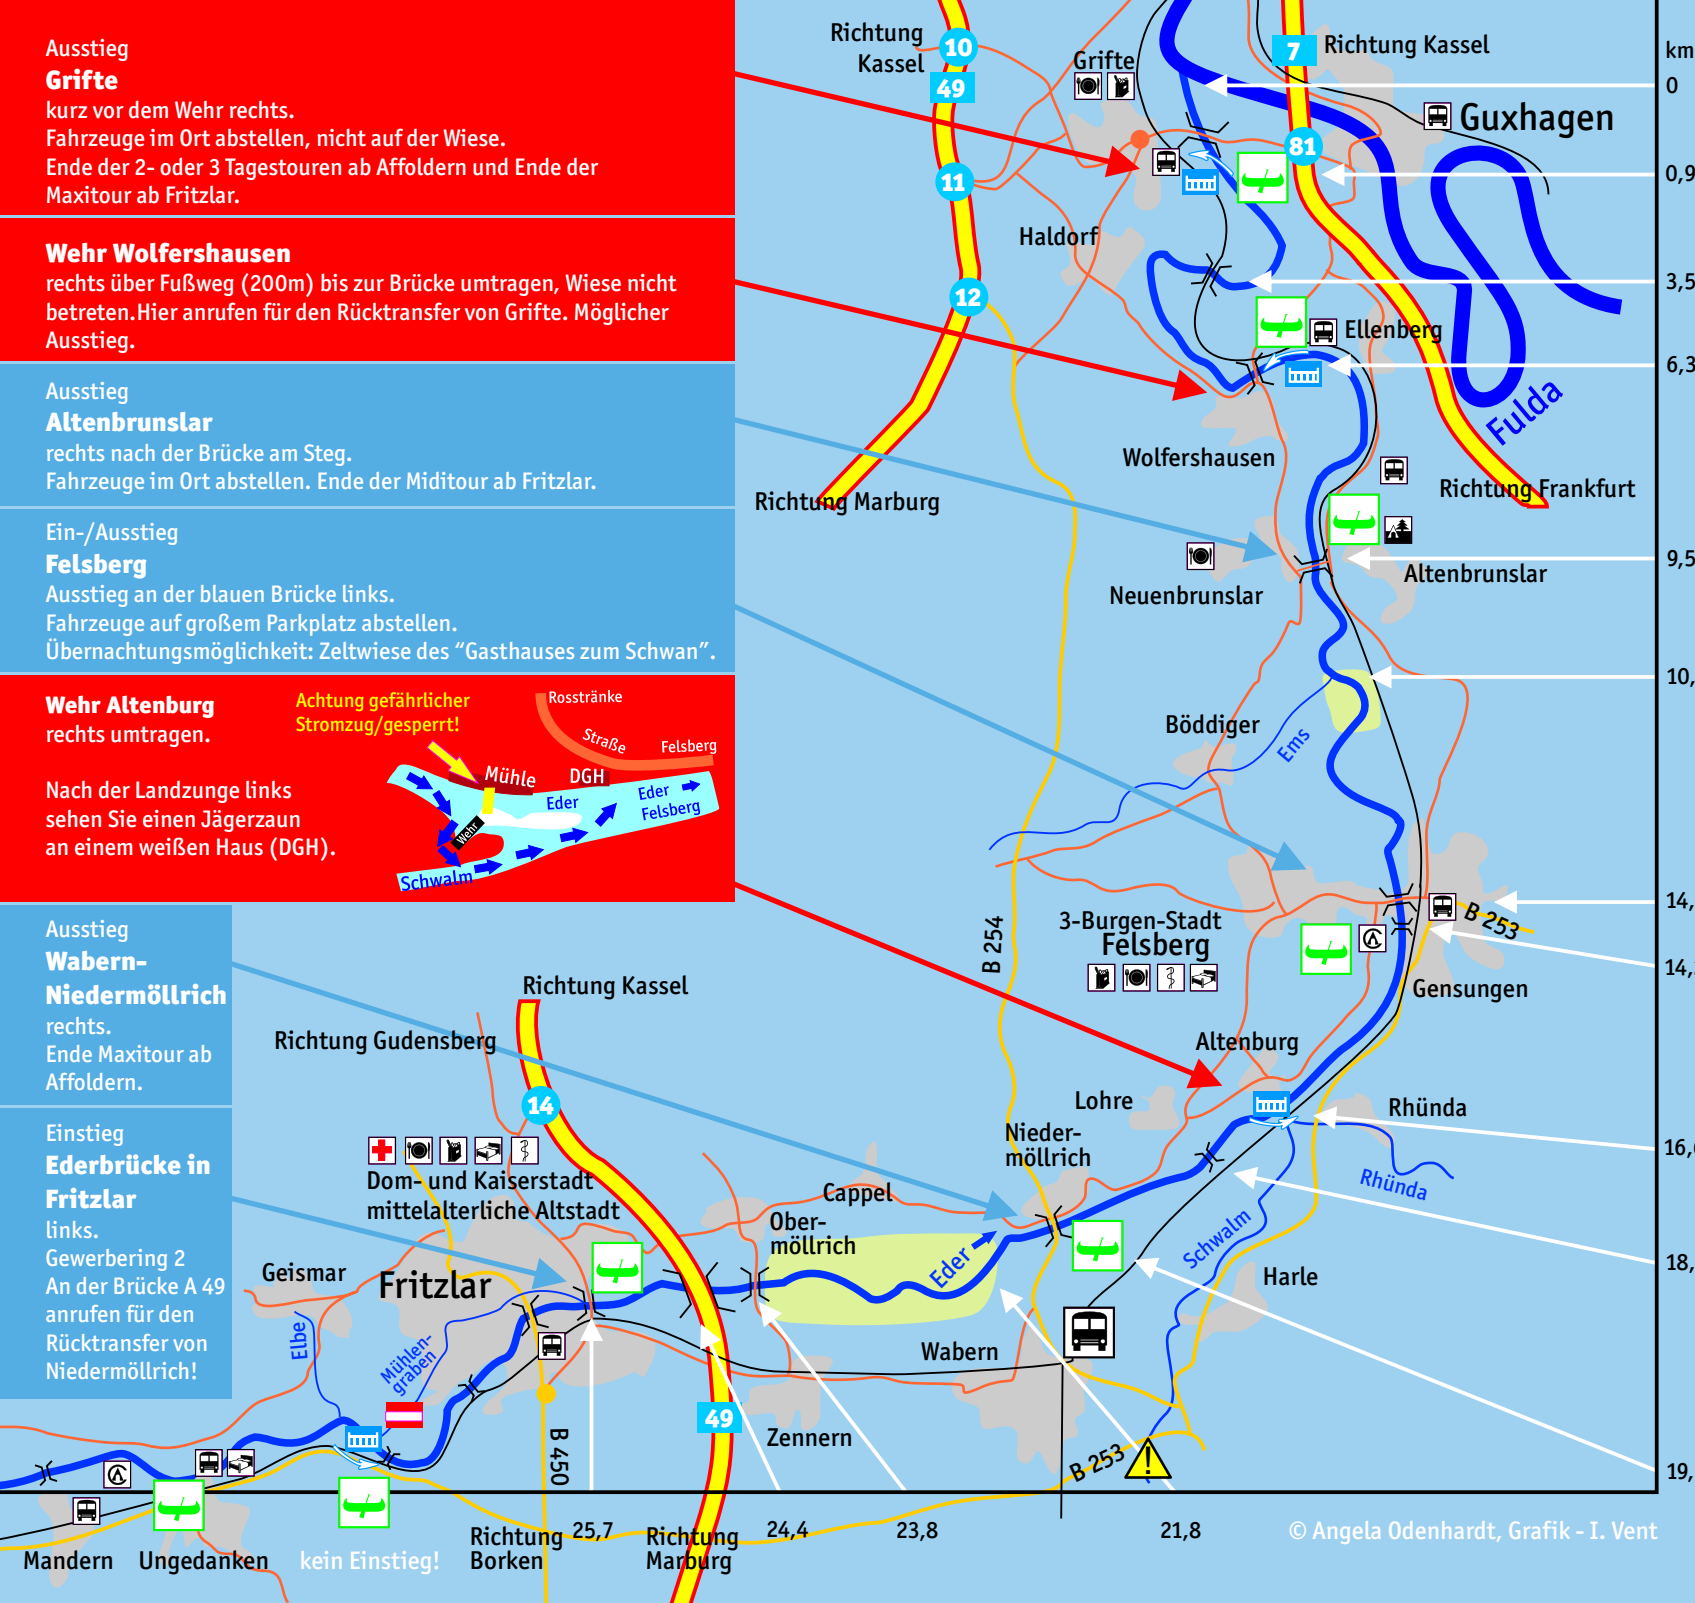 Ausstieg
Grifte
kurz vor dem Wehr rechts.
Fahrzeuge im Ort abstellen, nicht auf der Wiese.
Ende der 2- oder 3 Tagestouren ab Affoldern und Ende der
Maxitour ab Fritzlar.
Wehr Wolfershausen
rechts über Fußweg (200m) bis zur Brücke umtragen, Wiese nicht
betreten.Hier anrufen für den Rücktransfer von Grifte. Möglicher
Ausstieg.
Ausstieg
Altenbrunslar
rechts nach der Brücke am Steg.
Fahrzeuge im Ort abstellen. Ende der Miditour ab Fritzlar.
Ein-/Ausstieg
Felsberg
Ausstieg an der blauen Brücke links.
Fahrzeuge auf großem Parkplatz abstellen.
Übernachtungsmöglichkeit: Zeltwiese des “Gasthauses zum Schwan”.
Wehr Altenburg
rechts umtragen.
Nach der Landzunge links
sehen Sie einen Jägerzaun
an einem weißen Haus (DGH).
Achtung gefährlicher
Stromzug/gesperrt!
Rosstränke
Straße
Felsberg
Mühle
DGH
Eder
Eder
Felsberg
Wehr
Schwalm
Ausstieg
Wabern-
Niedermöllrich
rechts.
Ende Maxitour ab
Affoldern.
Einstieg
Ederbrücke in
Fritzlar
links.
Gewerbering 2
An der Brücke A 49
anrufen für den
Rücktransfer von
Niedermöllrich!
Richtung
Kassel
10
49
Grifte
7
Richtung Kassel
km
0
Guxhagen
81
0,9
11
Haldorf
3,5
12
Ellenberg
6,3
Fulda
Wolfershausen
Richtung Marburg
Richtung Frankfurt
9,5
Altenbrunslar
Neuenbrunslar
10,
Böddiger
Ems
14,
B 253
B 254
3-Burgen-Stadt
Felsberg
14,
Gensungen
Richtung Kassel
Richtung Gudensberg
Altenburg
14
Lohre
Rhünda
Nieder-
möllrich
16,
Rhünda
Dom- und Kaiserstadt
mittelalterliche Altstadt
Cappel
Ober-
möllrich
Schwalm
Eder
18,
Geismar
Fritzlar
Harle
Elbe
Mühlen-
graben
Wabern
49
Zennern
B 450
B 253
!
19,
Mandern
Ungedanken
kein Einstieg!
Richtung
Borken
25,7
Richtung
Marburg
24,4
23,8
21,8
© Angela Odenhardt, Grafik - I. Vent